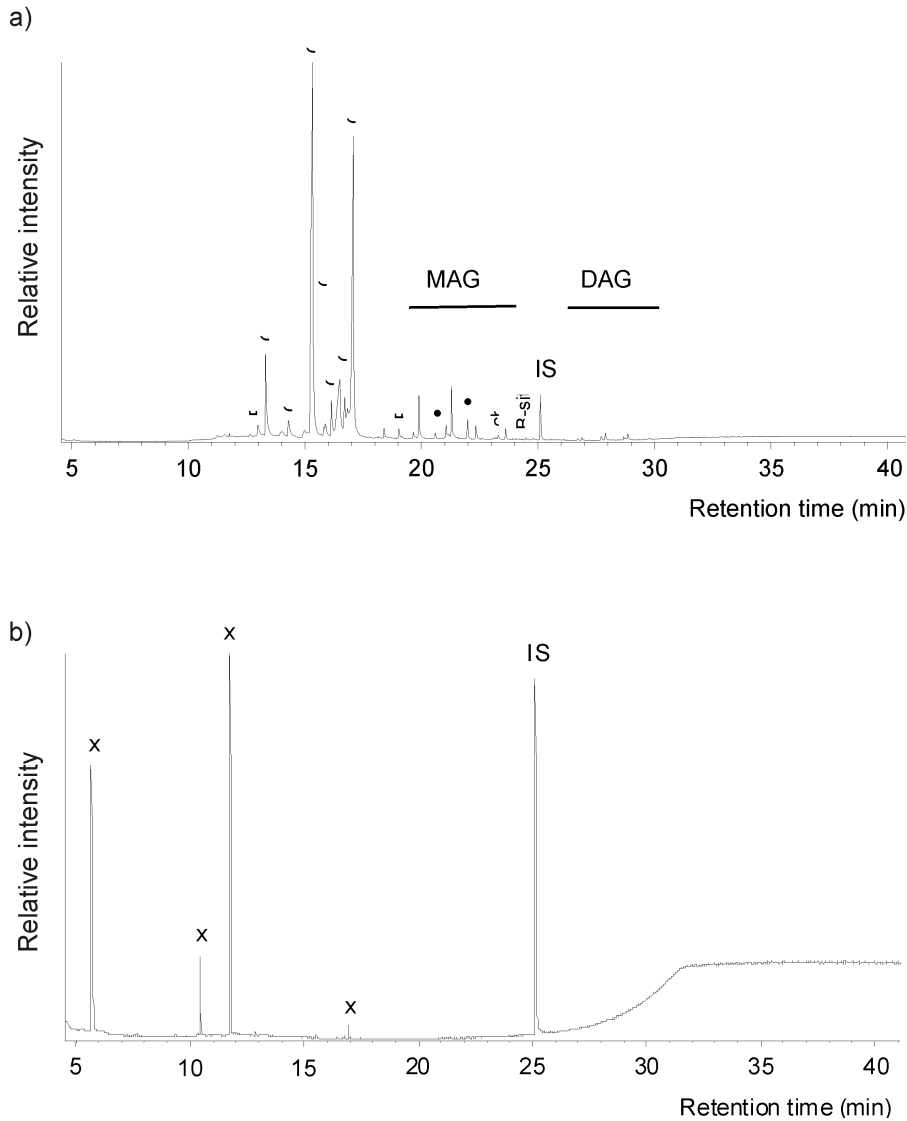 a)
Relative intensity
MAG
DAG
IS
5 10 15 20 25 30 35 40
Retention time (min)
b)
Relative intensity
x
x
IS
x
x
5 10 15 20 25 30 35 40
Retention time (min)